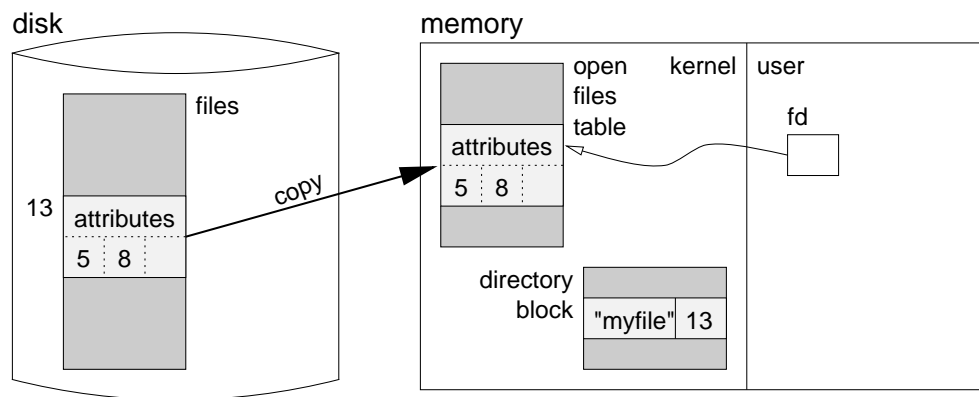 disk
files
13
attributes
5 8
copy
memory
open
files
table
kernel
user
attributes
5 8
fd
directory
block
"myfile" 13